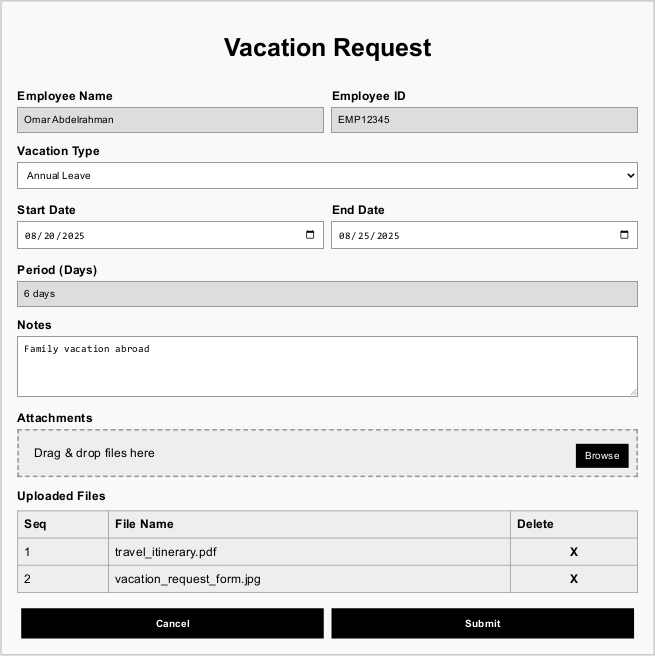 Vacation Request
Employee Name Employee ID
Omar Abdelrahman EMP12345
Vacation Type
Annual Leave
Start Date End Date
08/20/2025 08/25/2025
Period (Days)
6 days
Notes
Family vacation abroad
Attachments
Drag & drop files here Browse
Uploaded Files
Seq File Name Delete
1 travel_itinerary.pdf X
2 vacation_request_form.jpg X
Cancel Submit